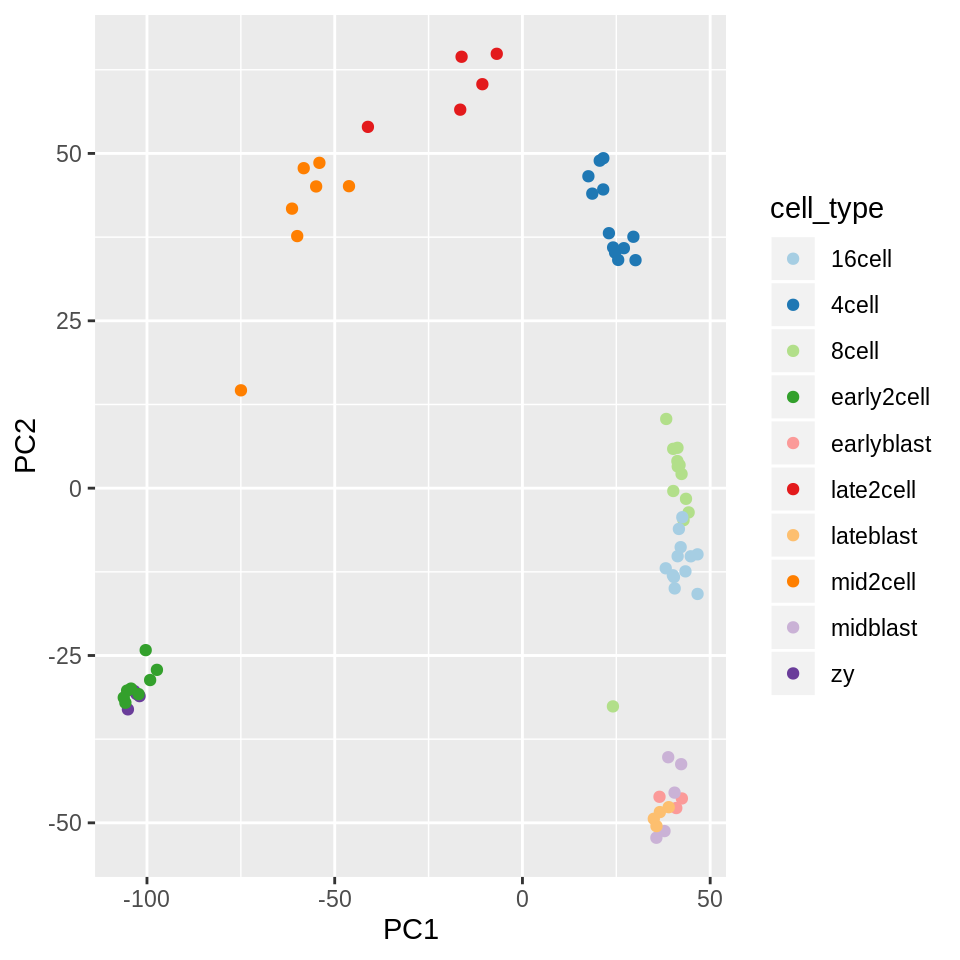 50
25
0
-25
-50
PC2
-100 -50 0 50
PC1
cell_type
16cell
4cell
8cell
early2cell
earlyblast
late2cell
lateblast
mid2cell
midblast
zy